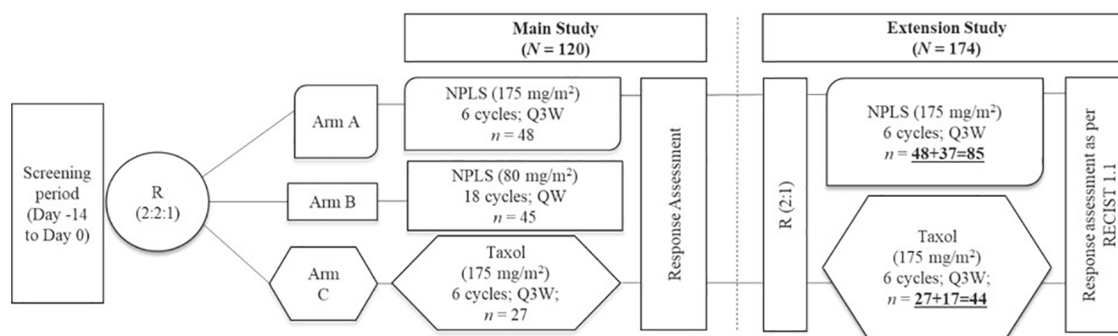 Main Study
(N = 120)
Extension Study
(N = 174)
Screening
period
(Day -14
to Day 0)
R
(2:2:1)
Arm A
NPLS (175 mg/m²)
6 cycles; Q3W
n = 48
Arm B
NPLS (80 mg/m²)
18 cycles; QW
n = 45
Arm
C
Taxol
(175 mg/m²)
6 cycles; Q3W;
n = 27
Response Assessment
R (2:1)
NPLS (175 mg/m²)
6 cycles; Q3W
n = 48+37=85
Taxol
(175 mg/m²)
6 cycles; Q3W;
n = 27+17=44
Response assessment as per
RECIST 1.1